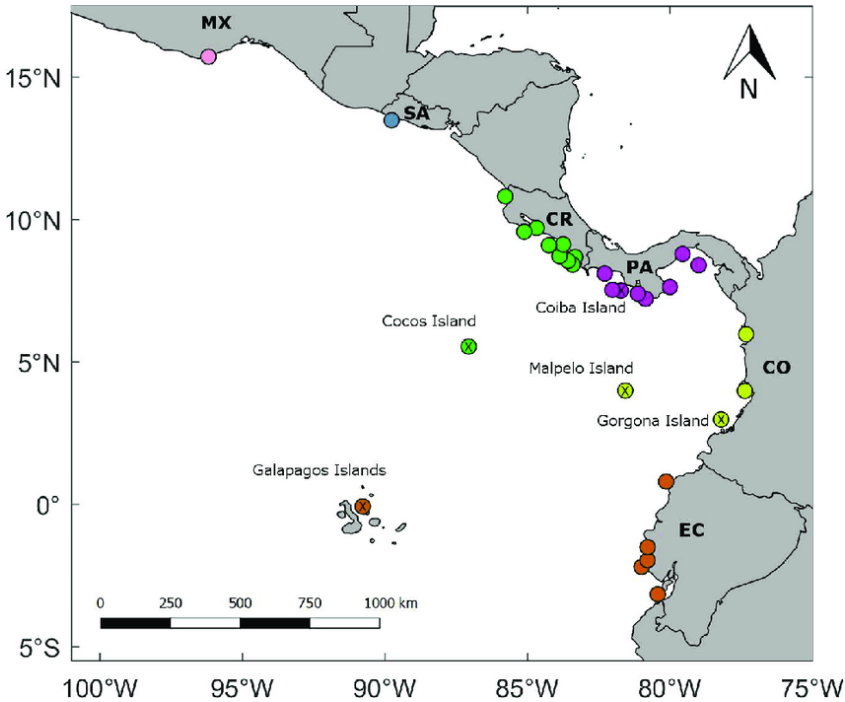 MX
15°N
N
SA
10°N
CR
PA
Coiba Island
Cocos Island
5°N
Malpelo Island
CO
Gorgona Island
Galapagos Islands
0°
EC
0 250 500 750 1000 km
5°S
100°W 95°W 90°W 85°W 80°W 75°W